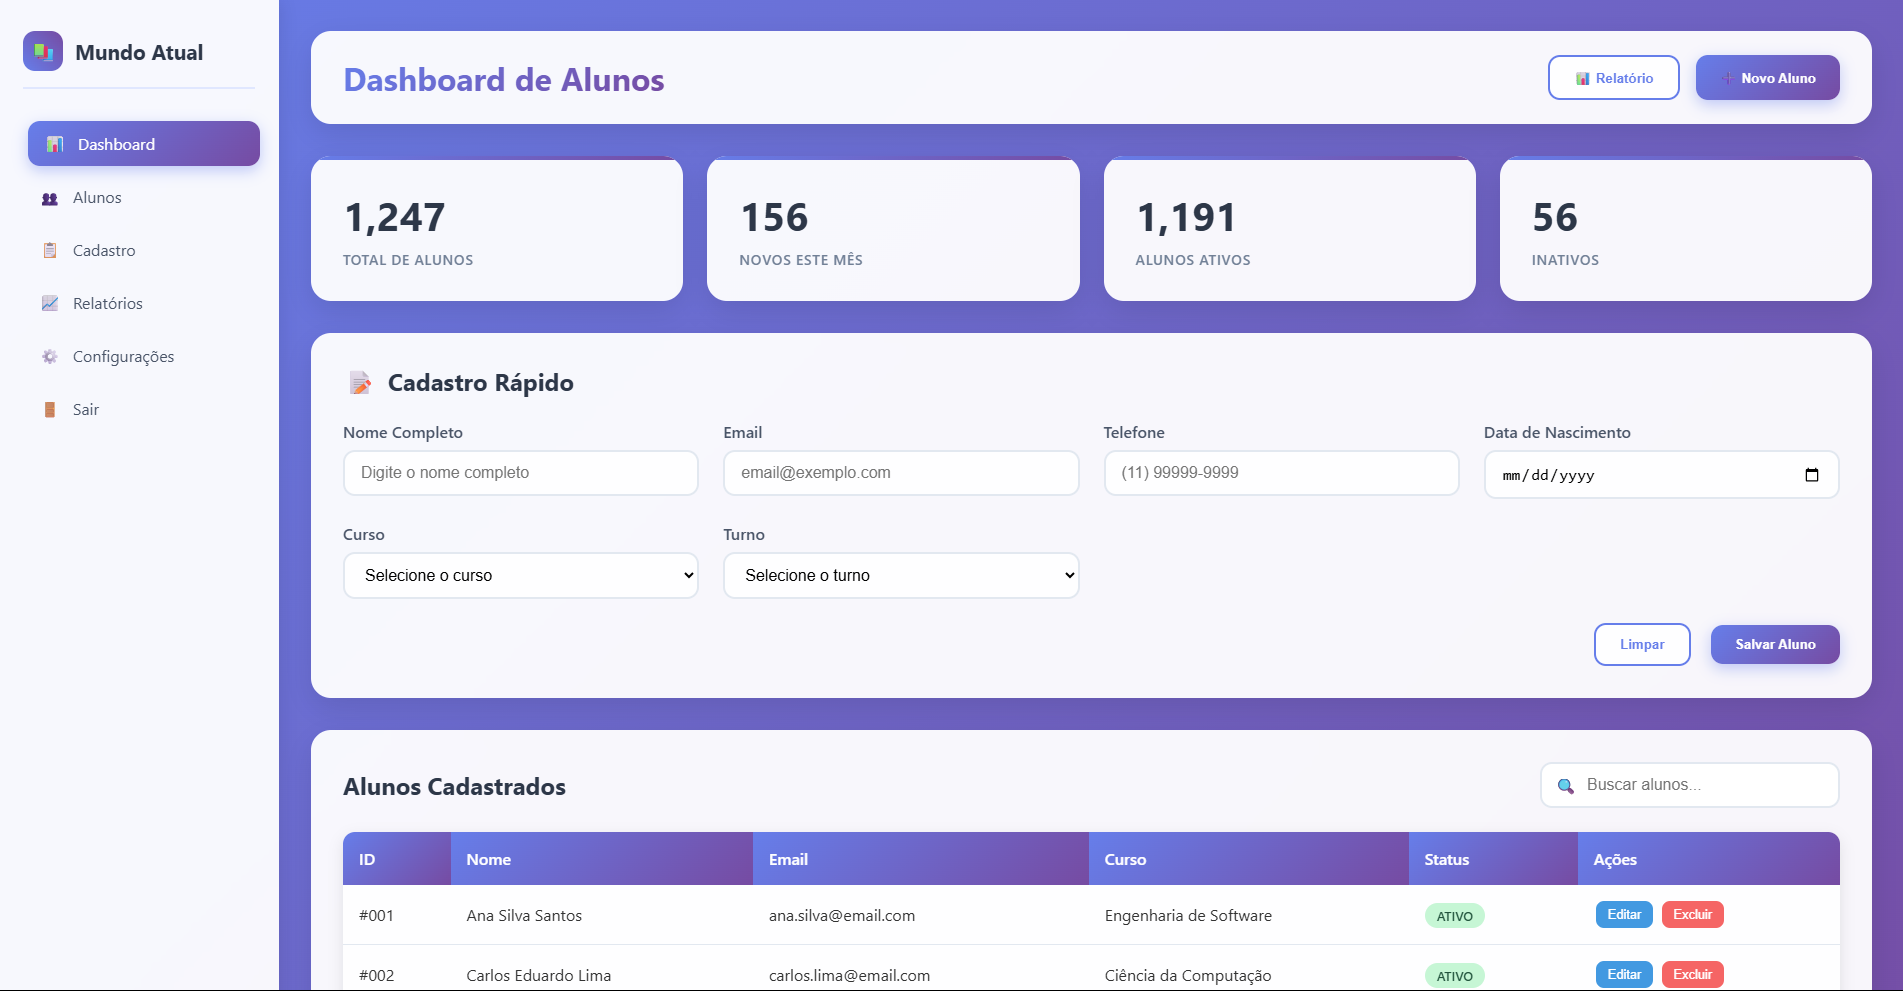 Mundo Atual
Dashboard
Alunos
Cadastro
Relatórios
Configurações
Sair
Dashboard de Alunos
Relatório
Novo Aluno
1,247
TOTAL DE ALUNOS
156
NOVOS ESTE MÊS
1,191
ALUNOS ATIVOS
56
INATIVOS
Cadastro Rápido
Nome Completo
Digite o nome completo
Email
email@exemplo.com
Telefone
(11) 99999-9999
Data de Nascimento
mm/dd/yyyy
Curso
Selecione o curso
Turno
Selecione o turno
Limpar
Salvar Aluno
Alunos Cadastrados
Buscar alunos...
ID Nome Email Curso Status Ações
#001 Ana Silva Santos ana.silva@email.com Engenharia de Software ATIVO Editar Excluir
#002 Carlos Eduardo Lima carlos.lima@email.com Ciência da Computação ATIVO Editar Excluir